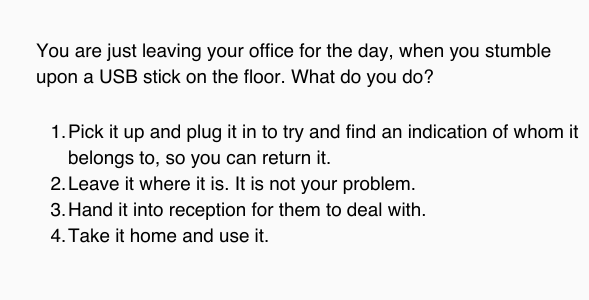 You are just leaving your office for the day, when you stumble
upon a USB stick on the floor. What do you do?
1. Pick it up and plug it in to try and find an indication of whom it
belongs to, so you can return it.
2. Leave it where it is. It is not your problem.
3. Hand it into reception for them to deal with.
4. Take it home and use it.